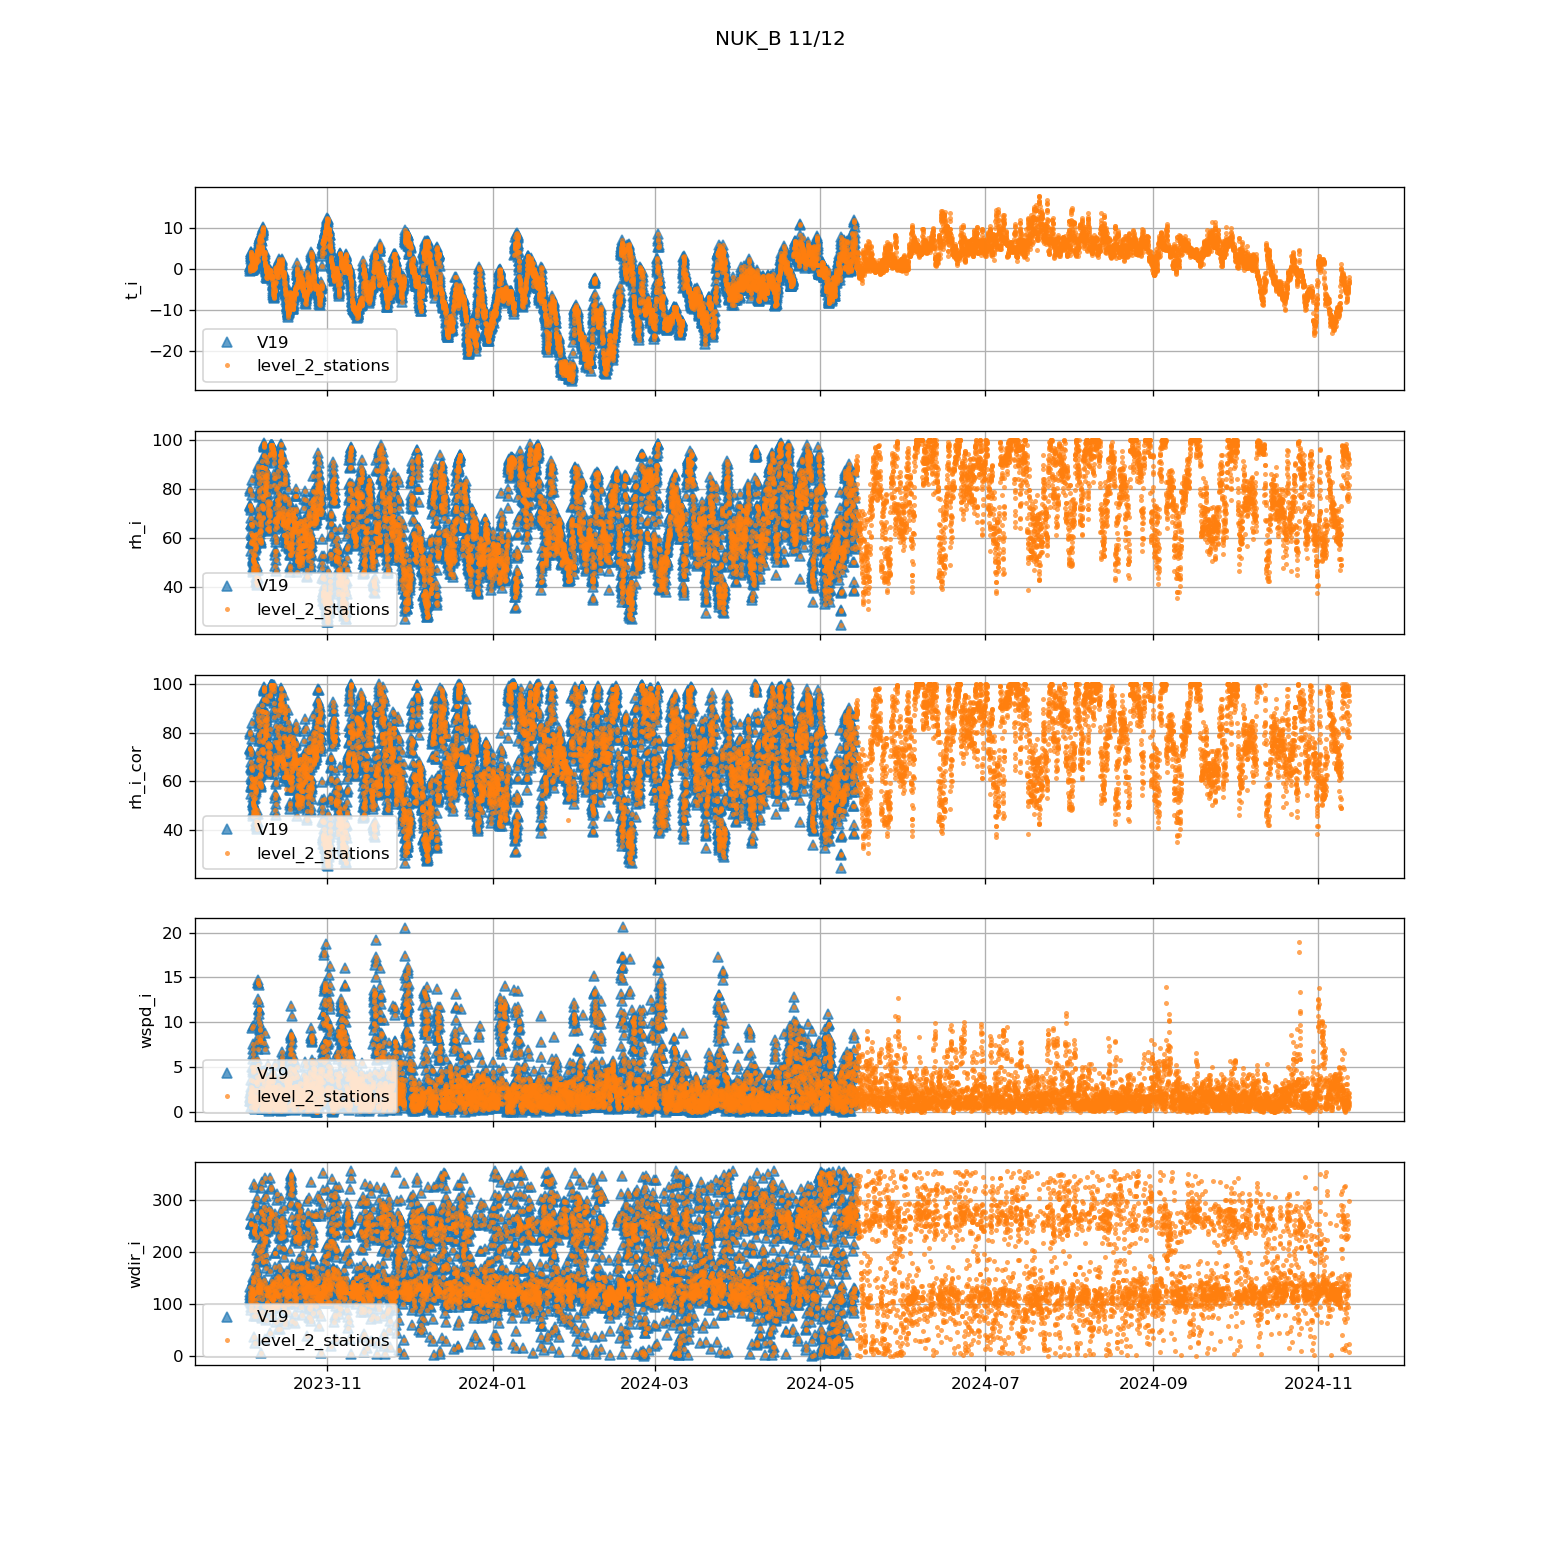 NUK_B 11/12
10
0
−10
−20
t_i
V19
level_2_stations
100
80
60
40
rh_i
V19
level_2_stations
100
80
60
40
rh_i_cor
V19
level_2_stations
20
15
10
5
0
wspd_i
V19
level_2_stations
300
200
100
0
wdir_i
V19
level_2_stations
2023-11 2024-01 2024-03 2024-05 2024-07 2024-09 2024-11